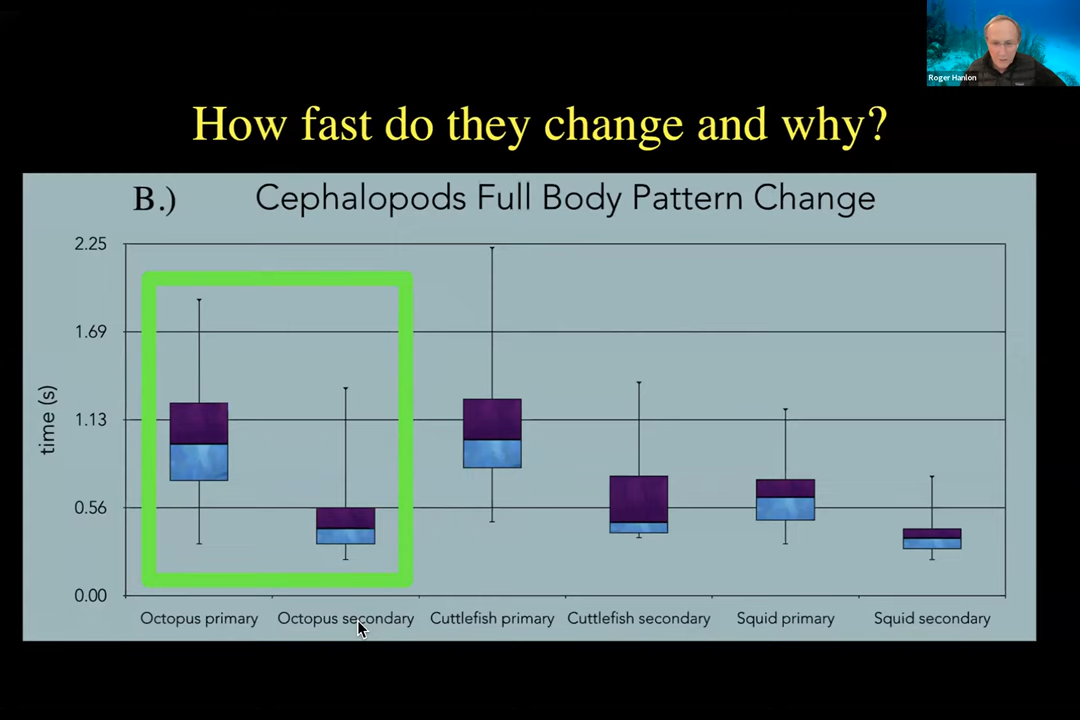 Roger Hanlon
How fast do they change and why?
B.) Cephalopods Full Body Pattern Change
2.25
1.69
1.13
0.56
0.00
time (s)
Octopus primary Octopus secondary Cuttlefish primary Cuttlefish secondary Squid primary Squid secondary